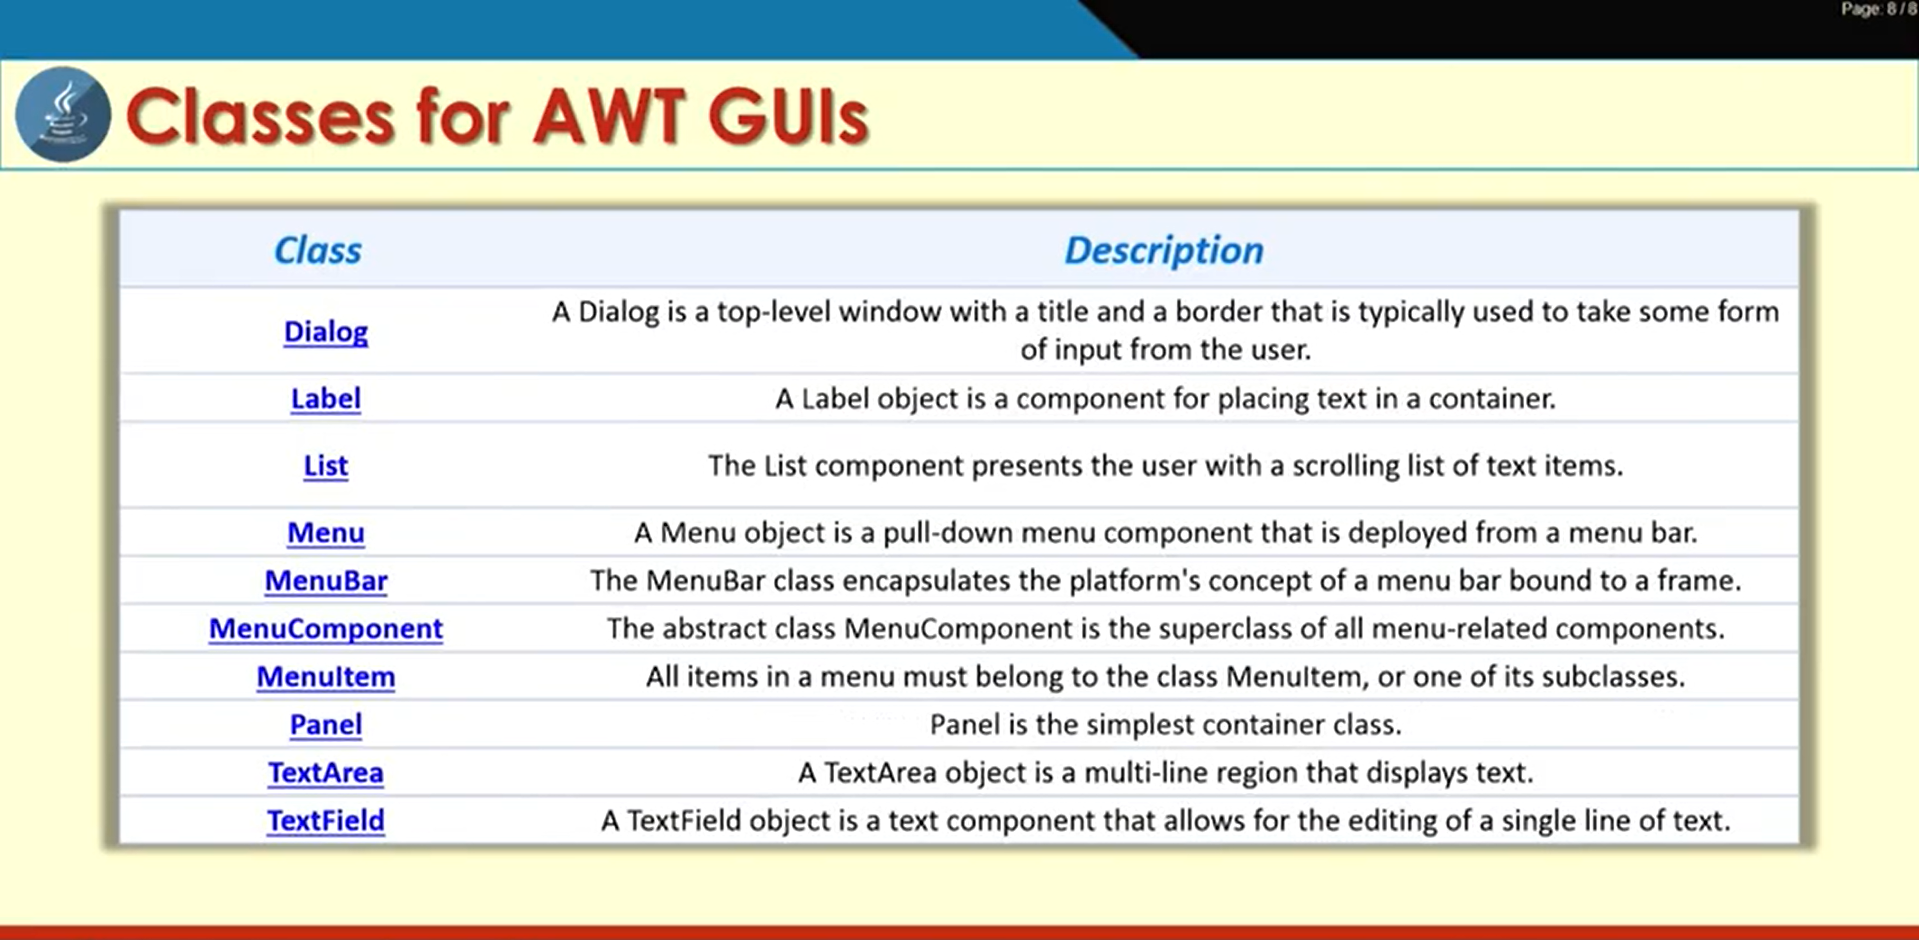 Page: 8 / 8
Classes for AWT GUIs
Class Description
Dialog A Dialog is a top-level window with a title and a border that is typically used to take some form
of input from the user.
Label A Label object is a component for placing text in a container.
List The List component presents the user with a scrolling list of text items.
Menu A Menu object is a pull-down menu component that is deployed from a menu bar.
MenuBar The MenuBar class encapsulates the platform's concept of a menu bar bound to a frame.
MenuComponent The abstract class MenuComponent is the superclass of all menu-related components.
MenuItem All items in a menu must belong to the class MenuItem, or one of its subclasses.
Panel Panel is the simplest container class.
TextArea A TextArea object is a multi-line region that displays text.
TextField A TextField object is a text component that allows for the editing of a single line of text.